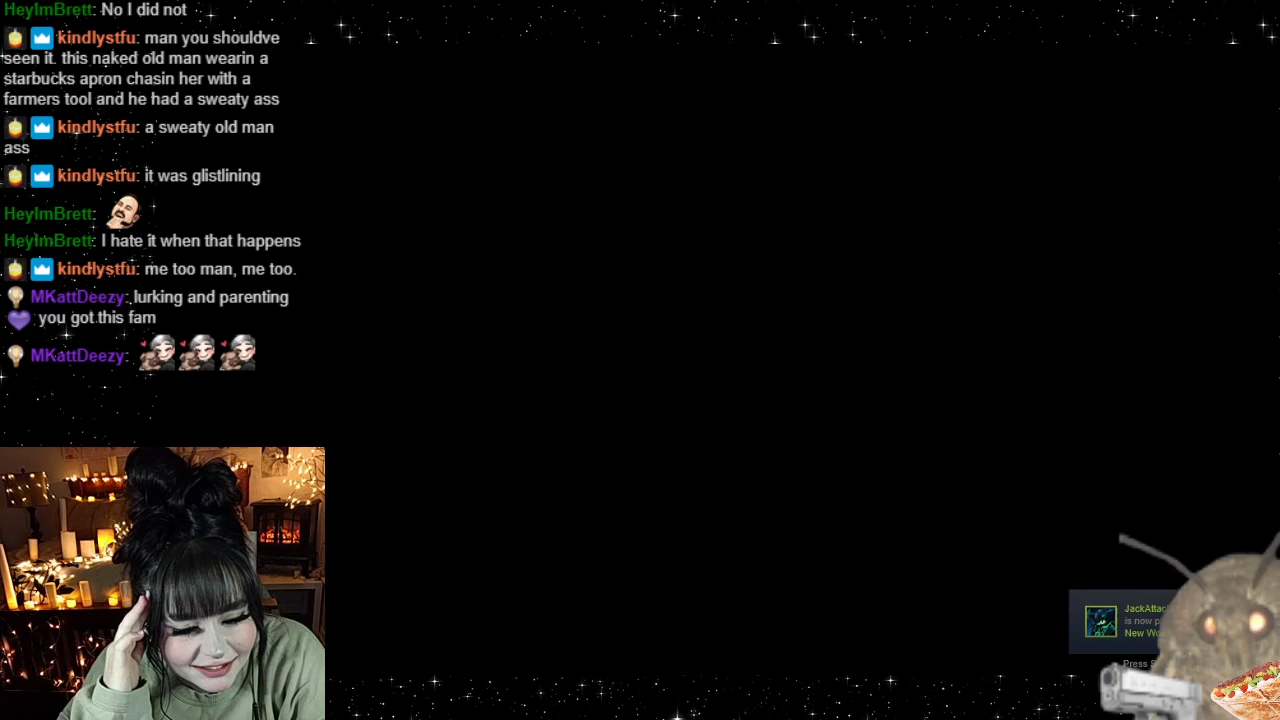 HeyImBrett: No I did not
kindlystfu: man you shouldve
seen it. this naked old man wearin a
starbucks apron chasin her with a
farmers tool and he had a sweaty ass
kindlystfu: a sweaty old man
ass
kindlystfu: it was glistlining
HeyImBrett:
HeyImBrett: I hate it when that happens
kindlystfu: me too man, me too.
MKattDeezy: lurking and parenting
you got this fam
MKattDeezy:
JackAttac
is now p
New Wo
Press S